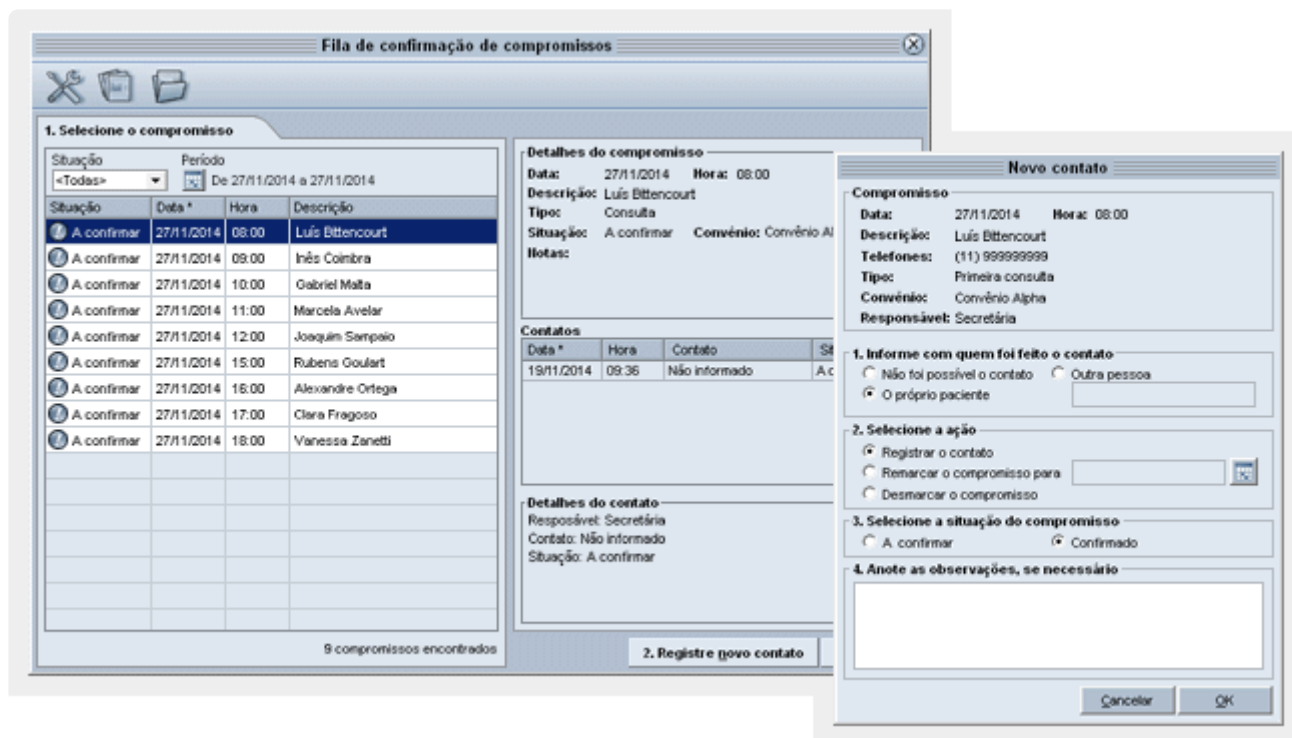 Fila de confirmação de compromissos
1. Selecione o compromisso
Situação Período
<Todas> De 27/11/2014 a 27/11/2014
Situação Data * Hora Descrição
A confirmar 27/11/2014 08:00 Luís Bittencourt
A confirmar 27/11/2014 09:00 Inês Coimbra
A confirmar 27/11/2014 10:00 Gabriel Malta
A confirmar 27/11/2014 11:00 Marcela Avelar
A confirmar 27/11/2014 12:00 Joaquim Sampaio
A confirmar 27/11/2014 15:00 Rubens Goulart
A confirmar 27/11/2014 16:00 Alexandre Ortega
A confirmar 27/11/2014 17:00 Clara Fragoso
A confirmar 27/11/2014 18:00 Vanessa Zanetti
9 compromissos encontrados
Detalhes do compromisso
Data: 27/11/2014 Hora: 08:00
Descrição: Luís Bittencourt
Tipo: Consulta
Situação: A confirmar Convénio: Convênio Al
Notas:
Contatos
Data * Hora Contato Sit
19/11/2014 09:36 Não informado A c
Detalhes do contato
Resposável: Secretária
Contato: Não informado
Situação: A confirmar
2. Registre novo contato
Novo contato
Compromisso
Data: 27/11/2014 Hora: 08:00
Descrição: Luís Bittencourt
Telefones: (11) 999999999
Tipo: Primeira consulta
Convénio: Convênio Alpha
Responsável: Secretária
1. Informe com quem foi feito o contato
Não foi possível o contato Outra pessoa
O próprio paciente
2. Selecione a ação
Registrar o contato
Remarcar o compromisso para
Desmarcar o compromisso
3. Selecione a situação do compromisso
A confirmar Confirmado
4. Anote as observações, se necessário
Cancelar OK